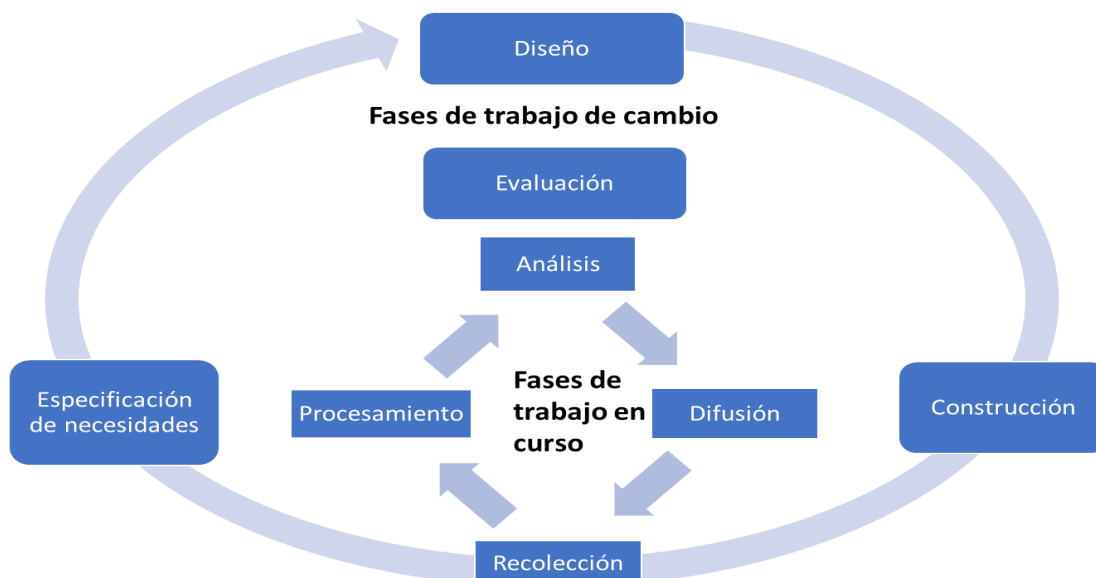 Diseño
Fases de trabajo de cambio
Evaluación
Análisis
Especificación
de necesidades
Procesamiento
Fases de
trabajo en
curso
Difusión
Construcción
Recolección